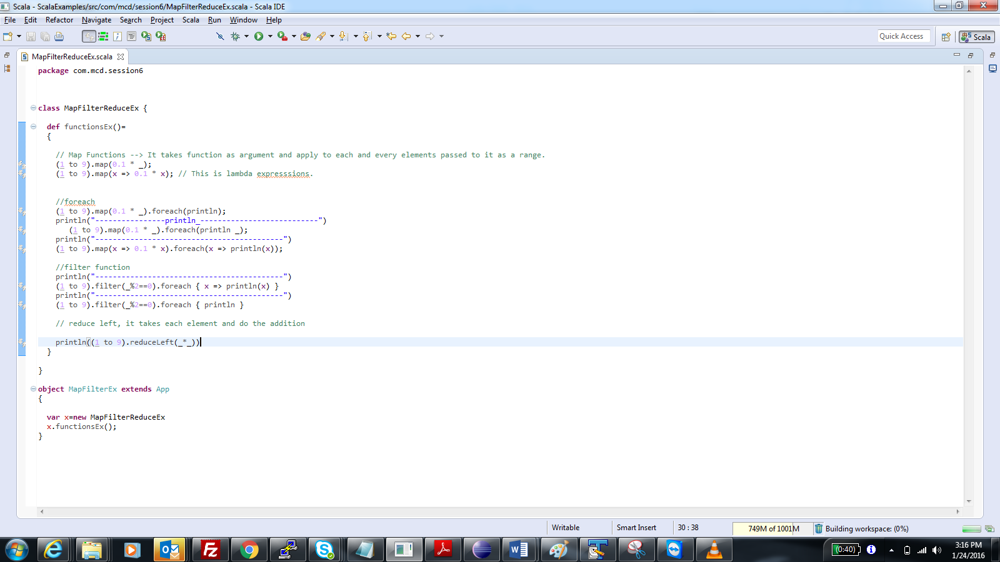 Scala - ScalaExamples/src/com/mcd/session6/MapFilterReduceEx.scala - Scala IDE
File Edit Refactor Navigate Search Project Scala Run Window Help
Quick Access
Scala
MapFilterReduceEx.scala
package com.mcd.session6
class MapFilterReduceEx {
def functionsEx()=
{
// Map Functions --> It takes function as argument and apply to each and every elements passed to it as a range.
(1 to 9).map(0.1 * _);
(1 to 9).map(x => 0.1 * x); // This is lambda expresssions.
//foreach
(1 to 9).map(0.1 * _).foreach(println);
println("----------------println_---------------------------")
(1 to 9).map(0.1 * _).foreach(println _);
println("-------------------------------------------")
(1 to 9).map(x => 0.1 * x).foreach(x => println(x));
//filter function
println("-------------------------------------------")
(1 to 9).filter(_%2==0).foreach { x => println(x) }
println("-------------------------------------------")
(1 to 9).filter(_%2==0).foreach { println }
// reduce left, it takes each element and do the addition
println((1 to 9).reduceLeft(_*_))
}
}
object MapFilterEx extends App
{
var x=new MapFilterReduceEx
x.functionsEx();
}
Writable
Smart Insert
30 : 38
749M of 1001M
Building workspace: (0%)
(0:40)
3:16 PM
1/24/2016